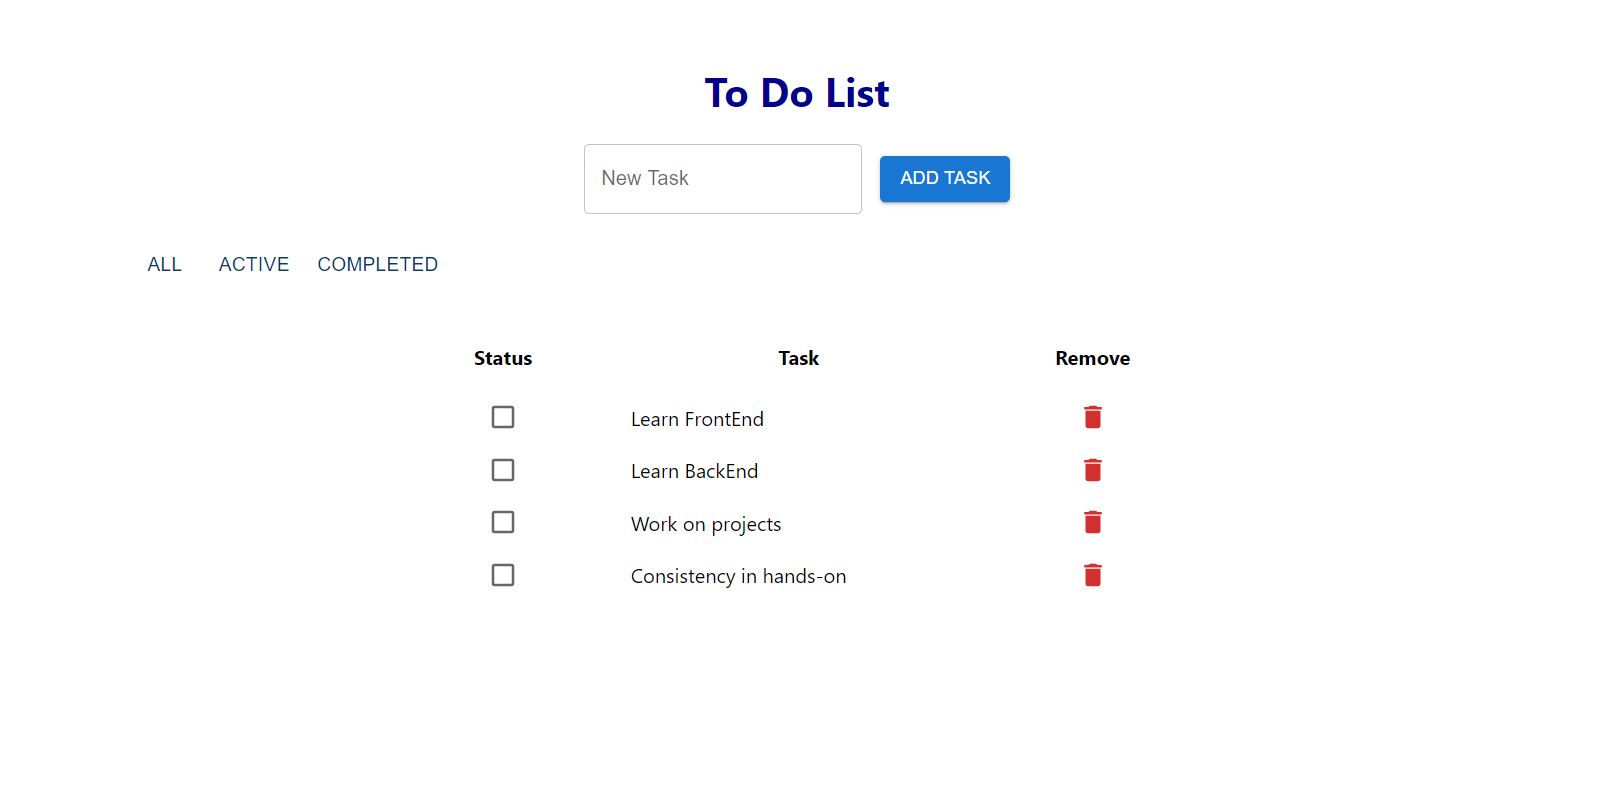 To Do List
New Task
ADD TASK
ALL ACTIVE COMPLETED
Status Task Remove
Learn FrontEnd
Learn BackEnd
Work on projects
Consistency in hands-on